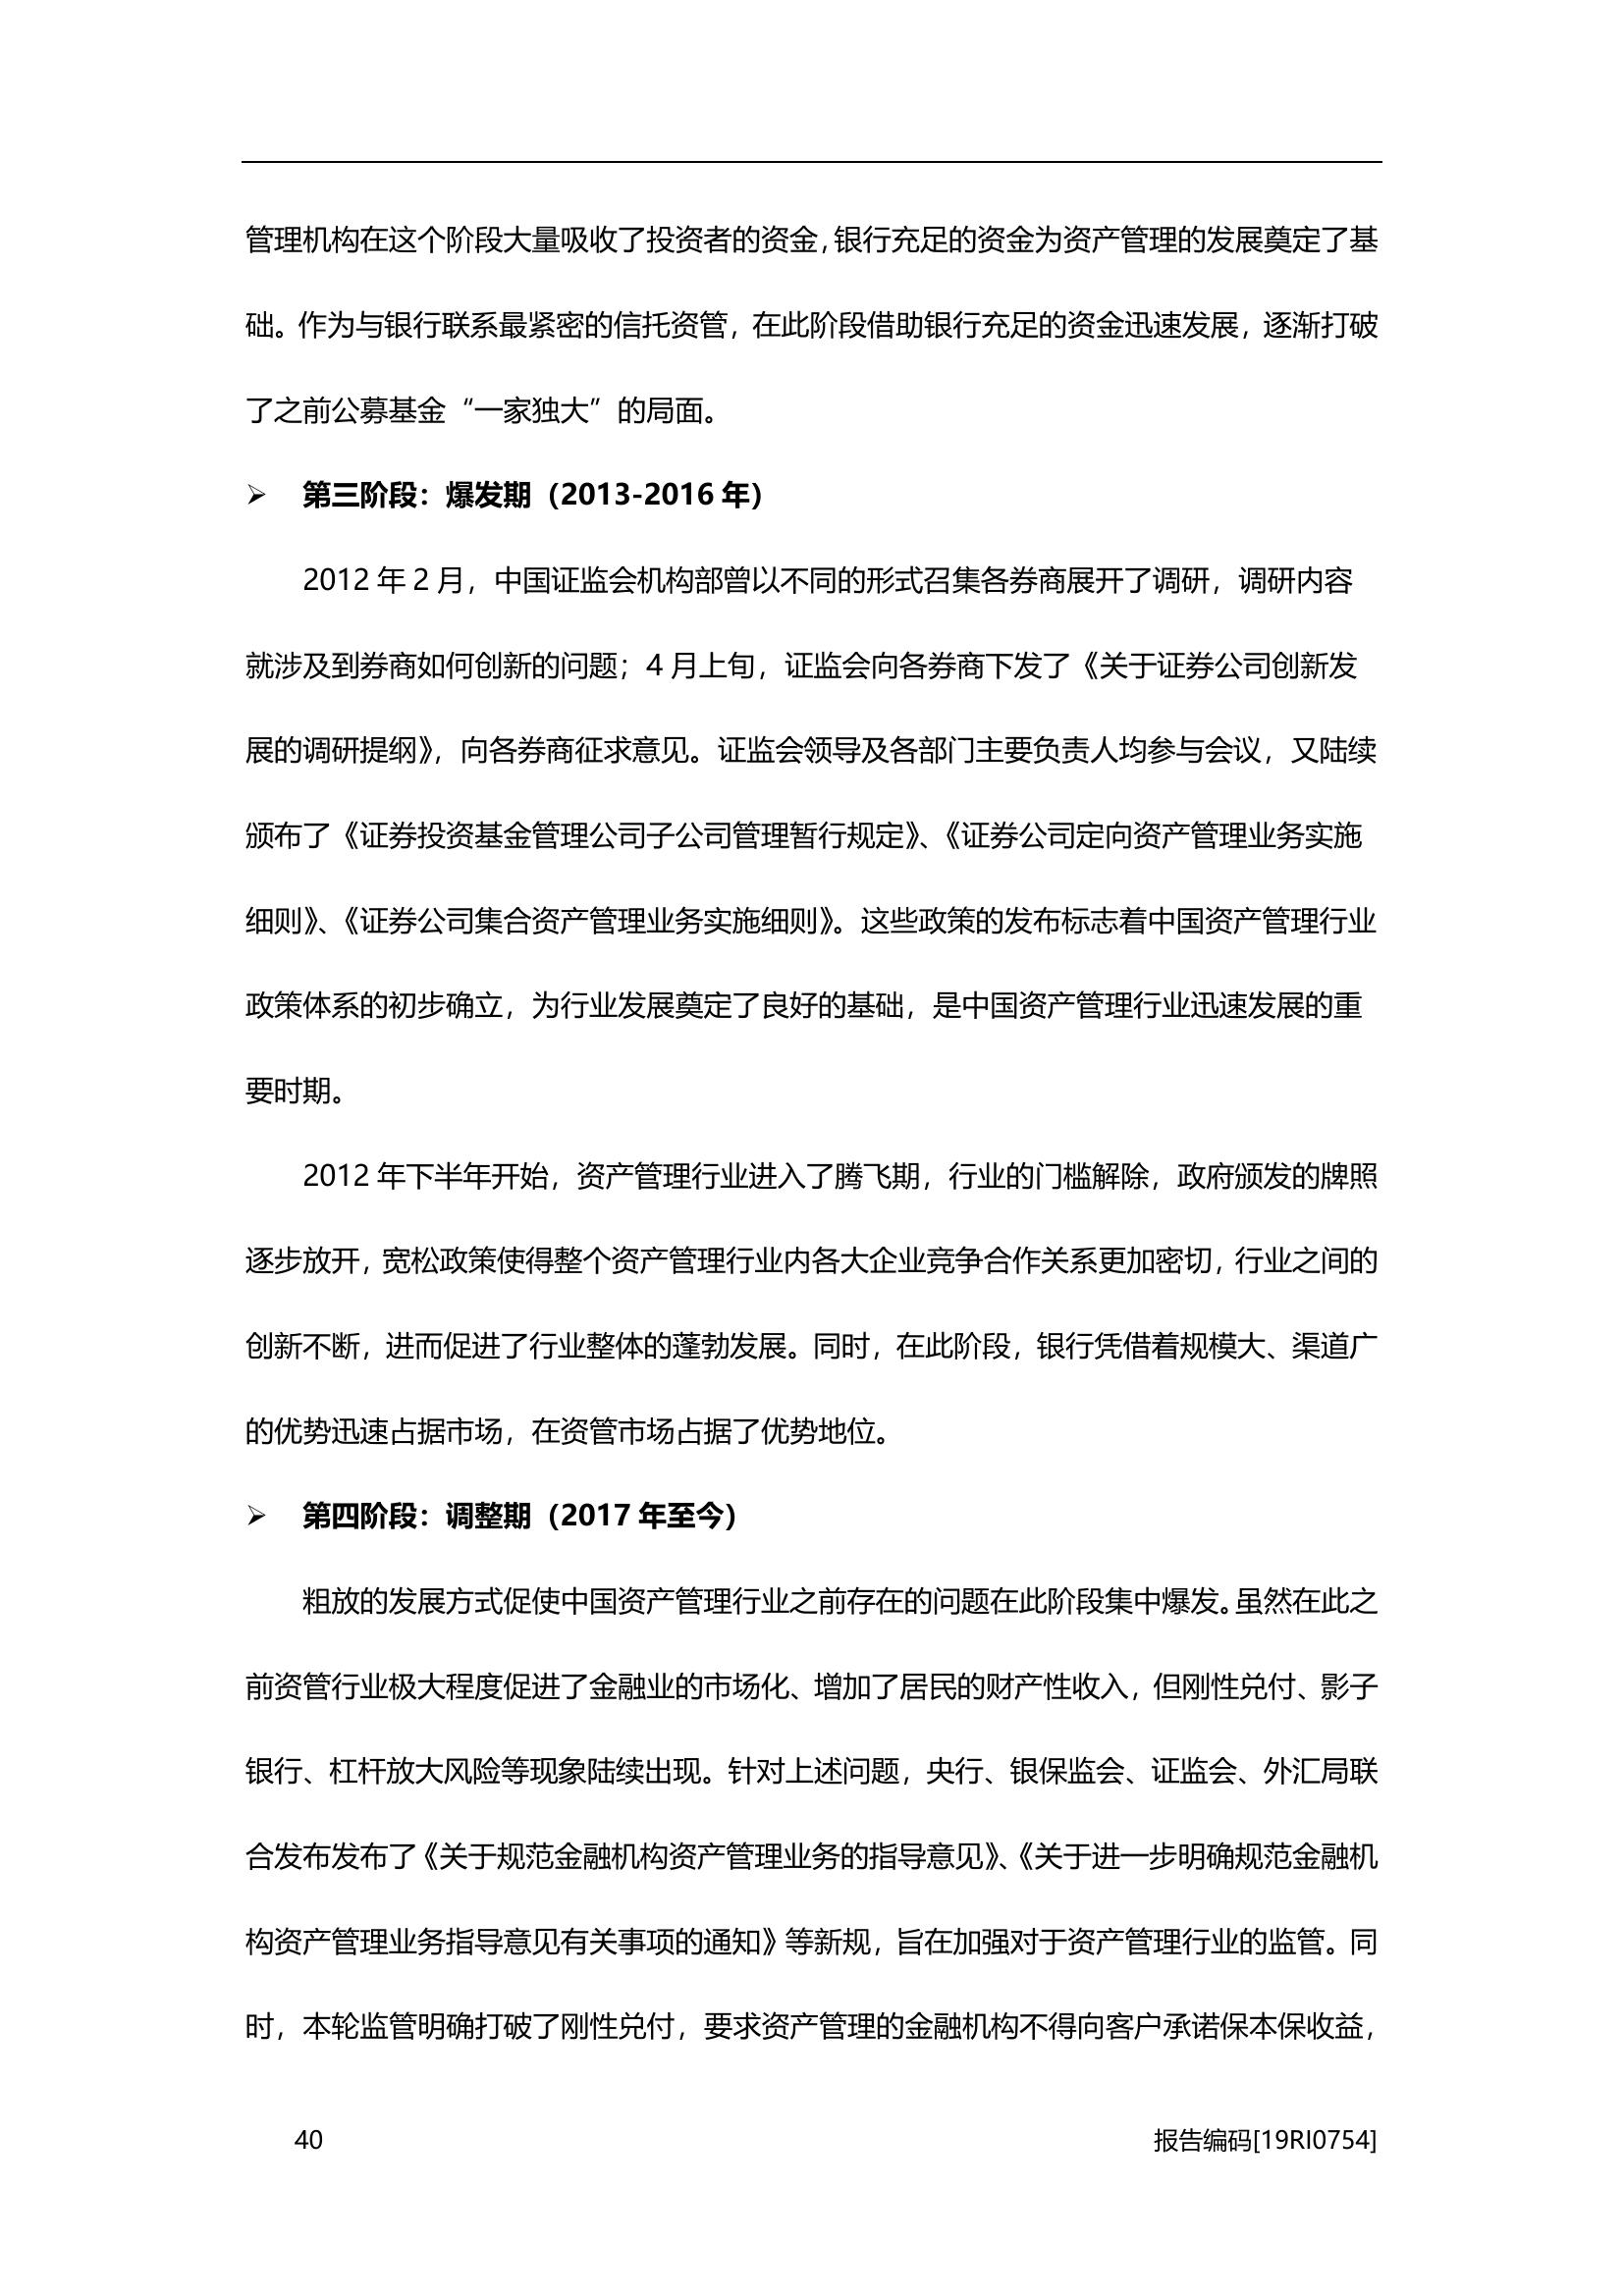 管理机构在这个阶段大量吸收了投资者的资金，银行充足的资金为资产管理的发展奠定了基
础。作为与银行联系最紧密的信托资管，在此阶段借助银行充足的资金迅速发展，逐渐打破
了之前公募基金“一家独大”的局面。
➢ 第三阶段：爆发期（2013-2016 年）
2012 年 2 月，中国证监会机构部曾以不同的形式召集各券商展开了调研，调研内容
就涉及到券商如何创新的问题；4 月上旬，证监会向各券商下发了《关于证券公司创新发
展的调研提纲》，向各券商征求意见。证监会领导及各部门主要负责人均参与会议，又陆续
颁布了《证券投资基金管理公司子公司管理暂行规定》、《证券公司定向资产管理业务实施
细则》、《证券公司集合资产管理业务实施细则》。这些政策的发布标志着中国资产管理行业
政策体系的初步确立，为行业发展奠定了良好的基础，是中国资产管理行业迅速发展的重
要时期。
2012 年下半年开始，资产管理行业进入了腾飞期，行业的门槛解除，政府颁发的牌照
逐步放开，宽松政策使得整个资产管理行业内各大企业竞争合作关系更加密切，行业之间的
创新不断，进而促进了行业整体的蓬勃发展。同时，在此阶段，银行凭借着规模大、渠道广
的优势迅速占据市场，在资管市场占据了优势地位。
➢ 第四阶段：调整期（2017 年至今）
粗放的发展方式促使中国资产管理行业之前存在的问题在此阶段集中爆发。虽然在此之
前资管行业极大程度促进了金融业的市场化、增加了居民的财产性收入，但刚性兑付、影子
银行、杠杆放大风险等现象陆续出现。针对上述问题，央行、银保监会、证监会、外汇局联
合发布发布了《关于规范金融机构资产管理业务的指导意见》、《关于进一步明确规范金融机
构资产管理业务指导意见有关事项的通知》等新规，旨在加强对于资产管理行业的监管。同
时，本轮监管明确打破了刚性兑付，要求资产管理的金融机构不得向客户承诺保本保收益，
40 报告编码[19RI0754]